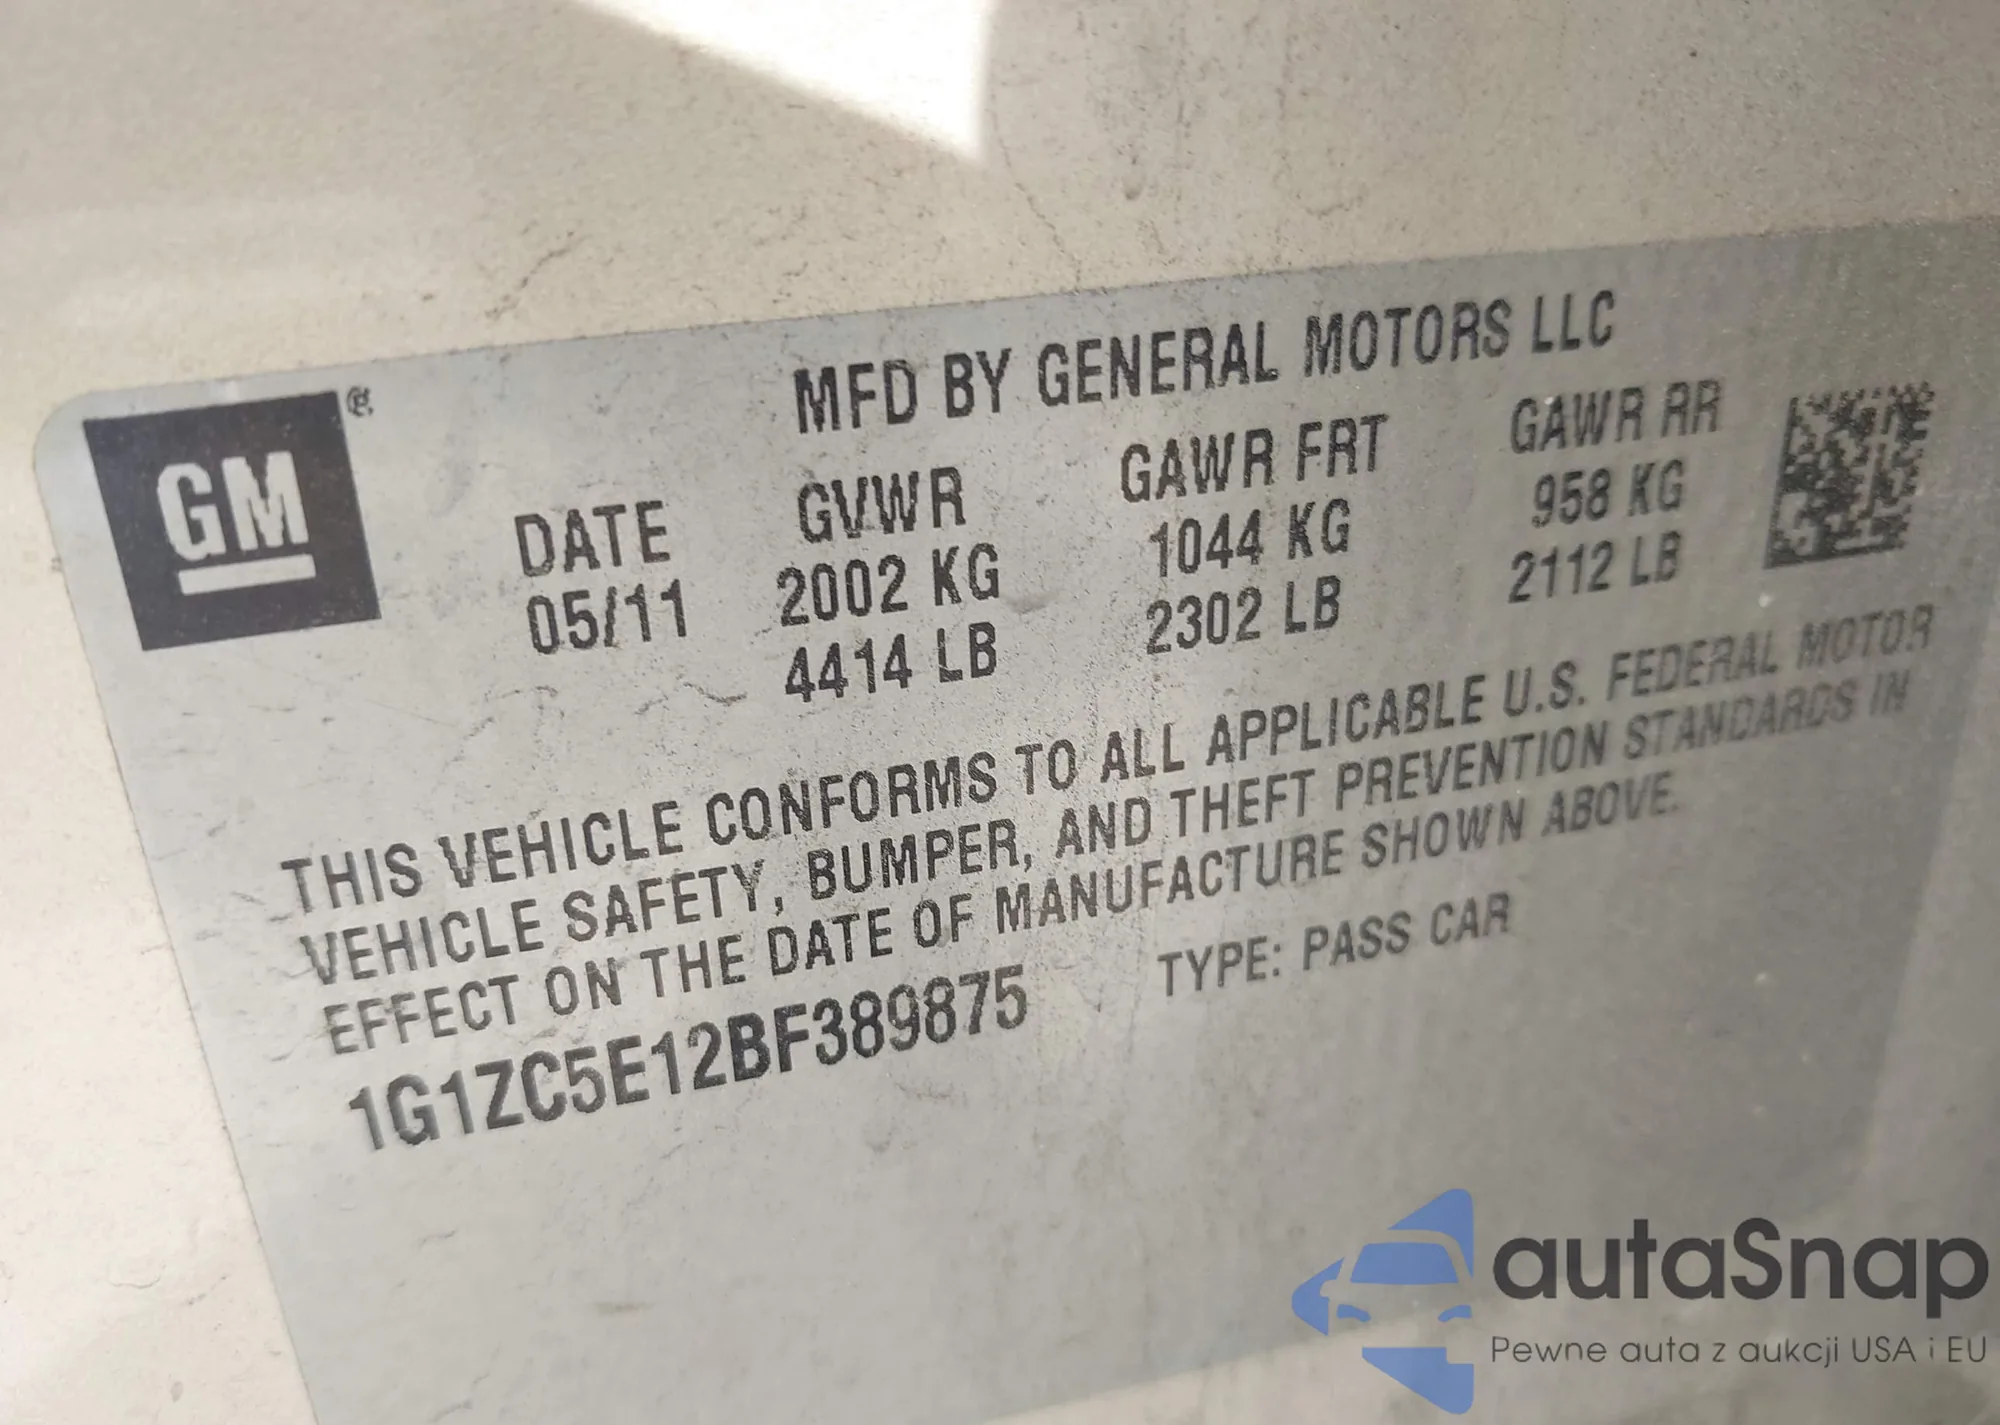 GM ®
MFD BY GENERAL MOTORS LLC
DATE GVWR GAWR FRT GAWR RR
05/11 2002 KG 1044 KG 958 KG
4414 LB 2302 LB 2112 LB
THIS VEHICLE CONFORMS TO ALL APPLICABLE U.S. FEDERAL MOTOR
VEHICLE SAFETY, BUMPER, AND THEFT PREVENTION STANDARDS IN
EFFECT ON THE DATE OF MANUFACTURE SHOWN ABOVE.
1G1ZC5E12BF389875 TYPE: PASS CAR
autaSnap
Pewne auta z aukcji USA i EU